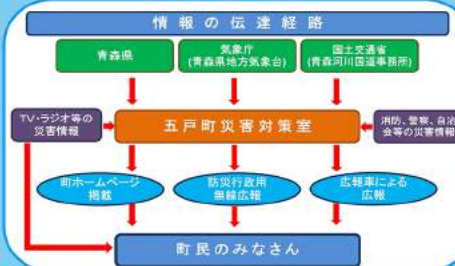 情報の伝達経路
青森県
気象庁
(青森県地方気象台)
国土交通省
(青森河川国道事務所)
TV・ラジオ等の
災害情報
五戸町災害対策室
消防、警察、自治
会等の災害情報
町ホームページ
掲載
防災行政用
無線広報
広報車による
広報
町民のみなさん